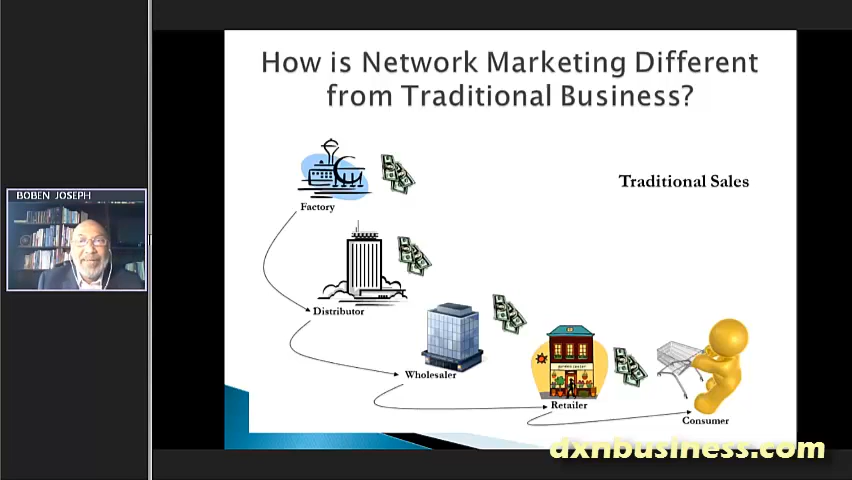 How is Network Marketing Different
from Traditional Business?
BOBEN JOSEPH
Traditional Sales
Factory
Distributor
Wholesaler
Retailer
Consumer
dxnbusiness.com